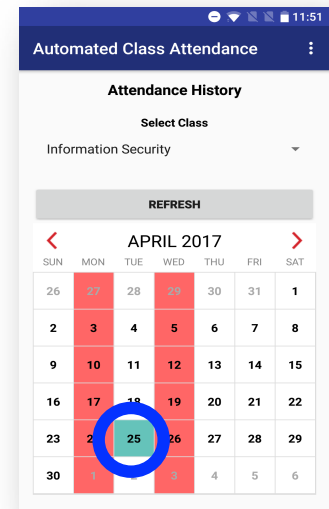 11:51
Automated Class Attendance
Attendance History
Select Class
Information Security
REFRESH
APRIL 2017
SUN MON TUE WED THU FRI SAT
26 27 28 29 30 31 1
2 3 4 5 6 7 8
9 10 11 12 13 14 15
16 17 18 19 20 21 22
23 25 26 27 28 29
30 1 2 3 4 5 6